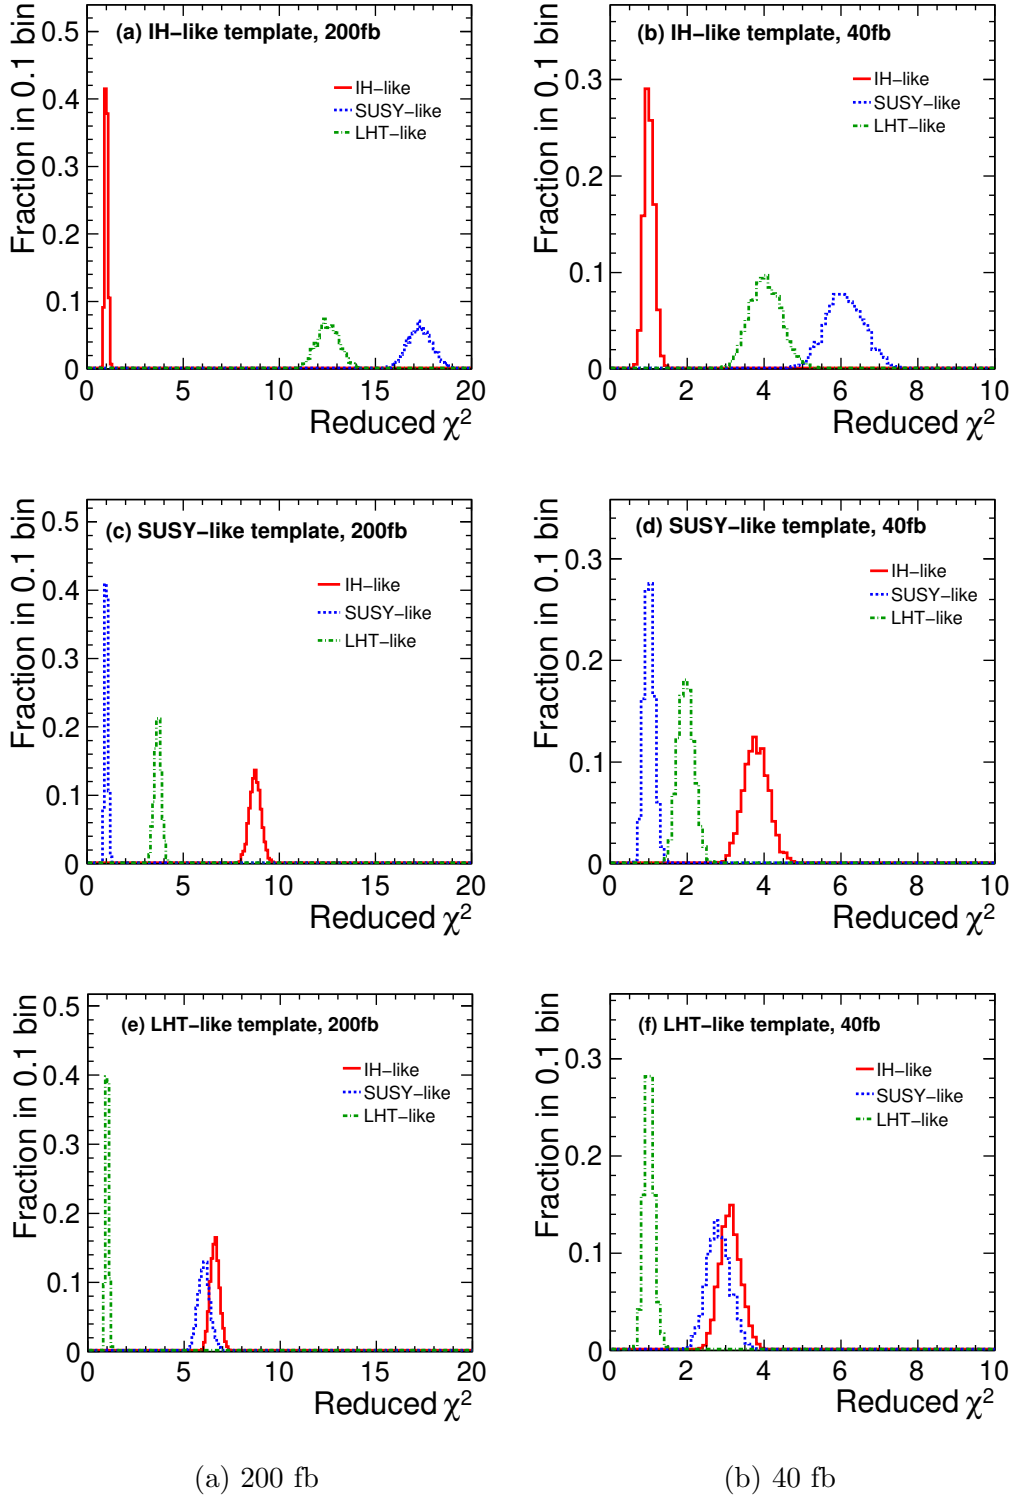 (a) IH−like template, 200fb
Fraction in 0.1 bin
0.5
0.4
0.3
0.2
0.1
0
IH−like
SUSY−like
LHT−like
0 5 10 15 20
Reduced χ²
(b) IH−like template, 40fb
Fraction in 0.1 bin
0.3
0.2
0.1
0
IH−like
SUSY−like
LHT−like
0 2 4 6 8 10
Reduced χ²
(c) SUSY−like template, 200fb
Fraction in 0.1 bin
0.5
0.4
0.3
0.2
0.1
0
IH−like
SUSY−like
LHT−like
0 5 10 15 20
Reduced χ²
(d) SUSY−like template, 40fb
Fraction in 0.1 bin
0.3
0.2
0.1
0
IH−like
SUSY−like
LHT−like
0 2 4 6 8 10
Reduced χ²
(e) LHT−like template, 200fb
Fraction in 0.1 bin
0.5
0.4
0.3
0.2
0.1
0
IH−like
SUSY−like
LHT−like
0 5 10 15 20
Reduced χ²
(f) LHT−like template, 40fb
Fraction in 0.1 bin
0.3
0.2
0.1
0
IH−like
SUSY−like
LHT−like
0 2 4 6 8 10
Reduced χ²
(a) 200 fb
(b) 40 fb